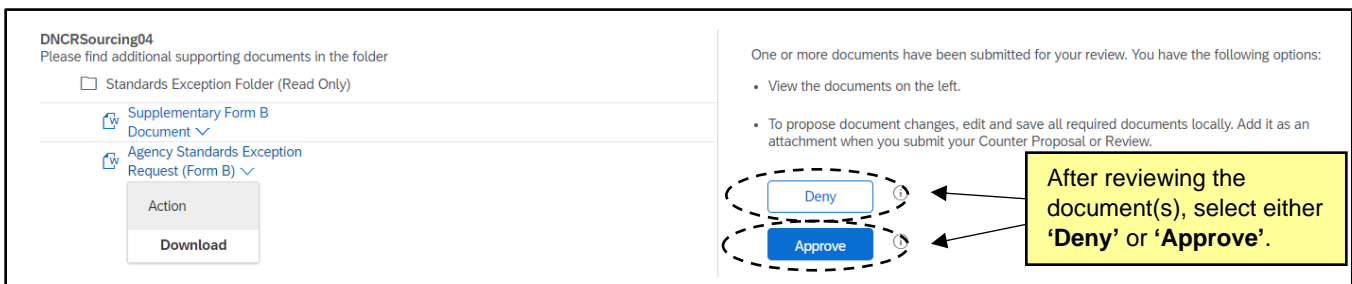 DNCRSourcing04
Please find additional supporting documents in the folder
Standards Exception Folder (Read Only)
Supplementary Form B
Document
Agency Standards Exception
Request (Form B)
Action
Download
One or more documents have been submitted for your review. You have the following options:
• View the documents on the left.
• To propose document changes, edit and save all required documents locally. Add it as an
attachment when you submit your Counter Proposal or Review.
Deny
Approve
After reviewing the
document(s), select either
‘Deny’ or ‘Approve’.